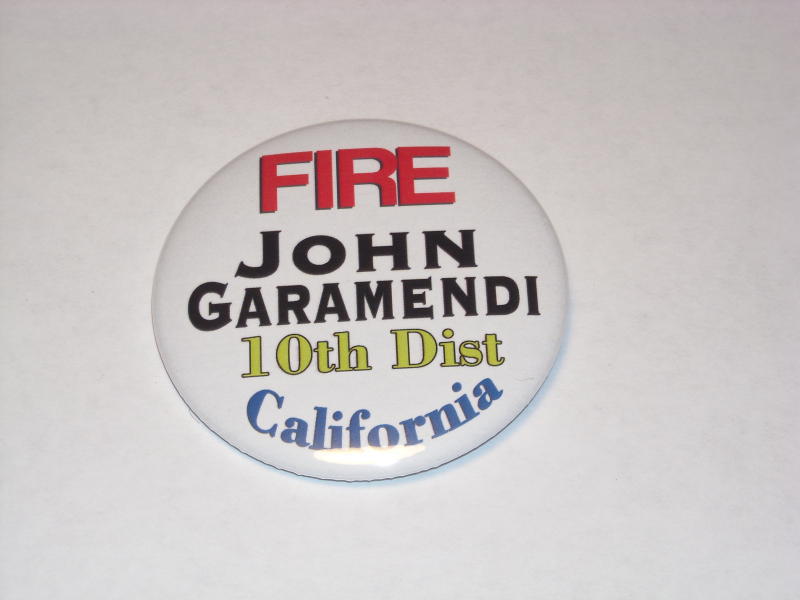 FIRE
JOHN
GARAMENDI
10th Dist
California